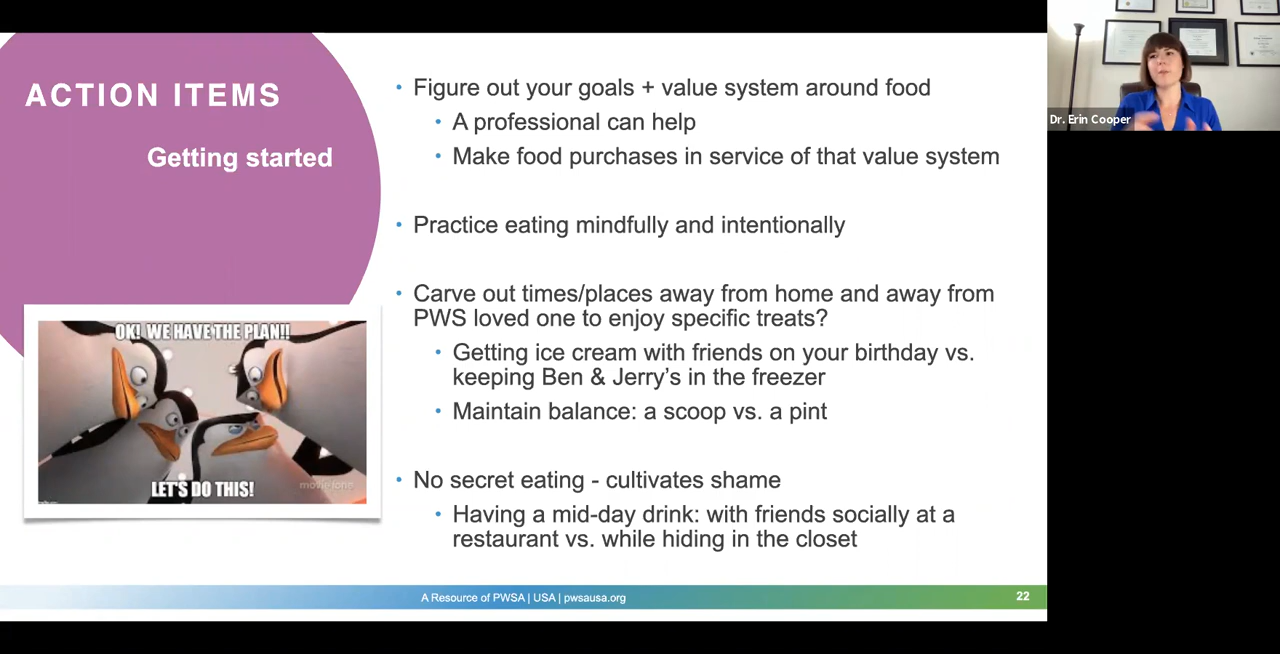 ACTION ITEMS
Getting started
• Figure out your goals + value system around food
• A professional can help
• Make food purchases in service of that value system
• Practice eating mindfully and intentionally
• Carve out times/places away from home and away from
PWS loved one to enjoy specific treats?
• Getting ice cream with friends on your birthday vs.
keeping Ben & Jerry's in the freezer
• Maintain balance: a scoop vs. a pint
• No secret eating - cultivates shame
• Having a mid-day drink: with friends socially at a
restaurant vs. while hiding in the closet
OK! WE HAVE THE PLAN!!
LET'S DO THIS!
A Resource of PWSA | USA | pwsausa.org
22
Dr. Erin Cooper